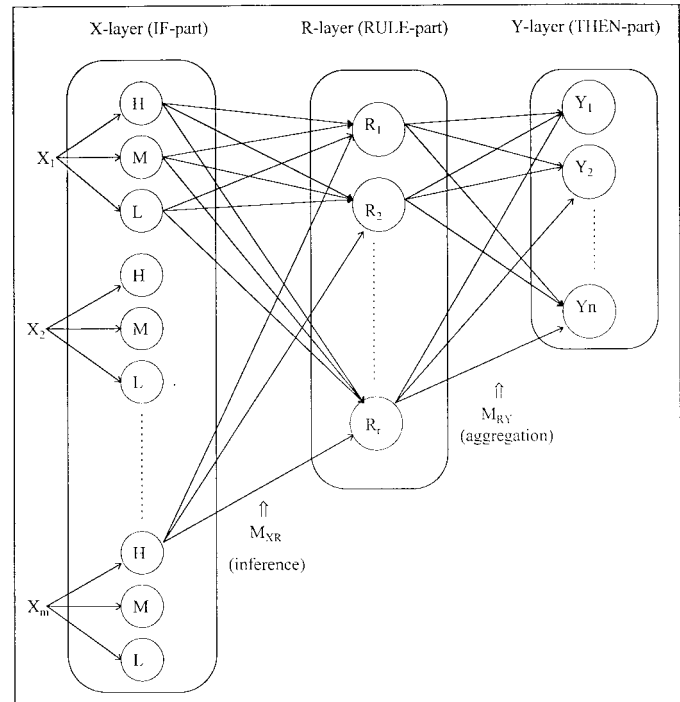 X-layer (IF-part)
R-layer (RULE-part)
Y-layer (THEN-part)
X1
H
M
L
X2
H
M
L
Xm
H
M
L
R1
R2
Rr
Y1
Y2
Yn
⇑
MXR
(inference)
⇑
MRY
(aggregation)